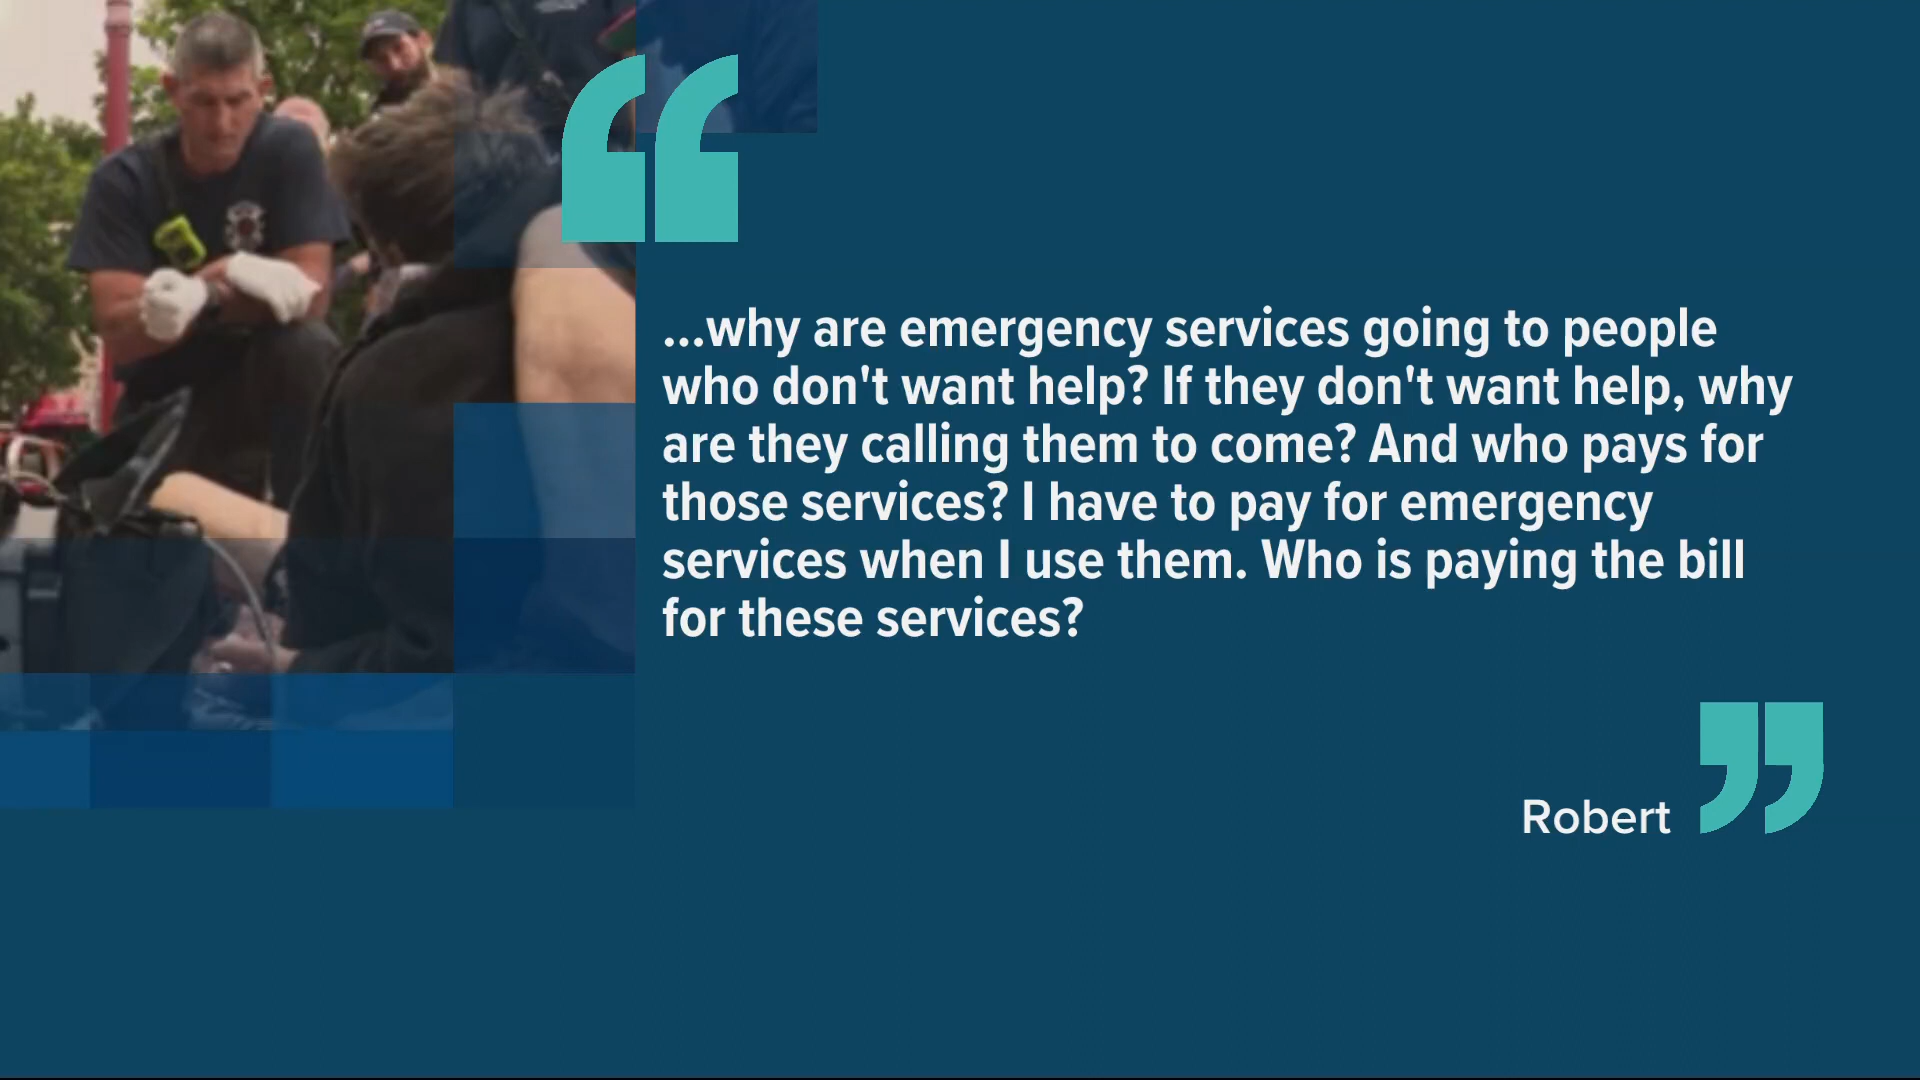 ...why are emergency services going to people
who don't want help? If they don't want help, why
are they calling them to come? And who pays for
those services? I have to pay for emergency
services when I use them. Who is paying the bill
for these services?
Robert